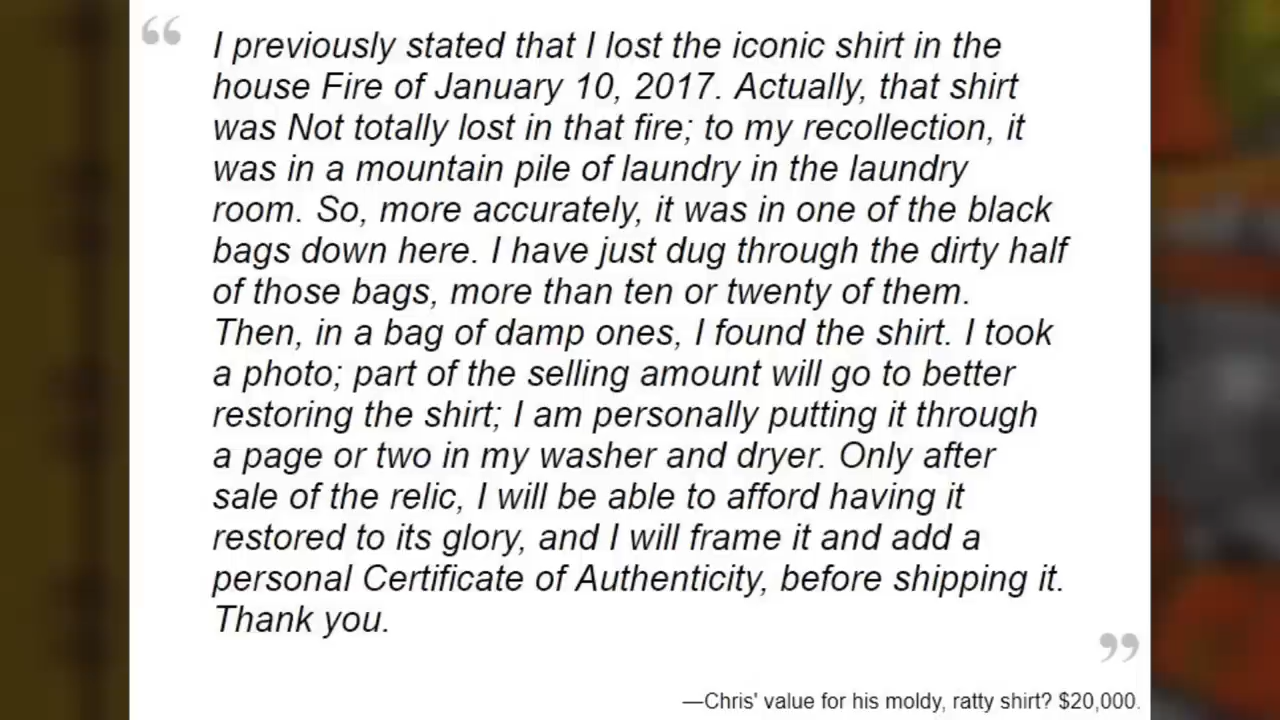 “
I previously stated that I lost the iconic shirt in the
house Fire of January 10, 2017. Actually, that shirt
was Not totally lost in that fire; to my recollection, it
was in a mountain pile of laundry in the laundry
room. So, more accurately, it was in one of the black
bags down here. I have just dug through the dirty half
of those bags, more than ten or twenty of them.
Then, in a bag of damp ones, I found the shirt. I took
a photo; part of the selling amount will go to better
restoring the shirt; I am personally putting it through
a page or two in my washer and dryer. Only after
sale of the relic, I will be able to afford having it
restored to its glory, and I will frame it and add a
personal Certificate of Authenticity, before shipping it.
Thank you.
”
—Chris' value for his moldy, ratty shirt? $20,000.